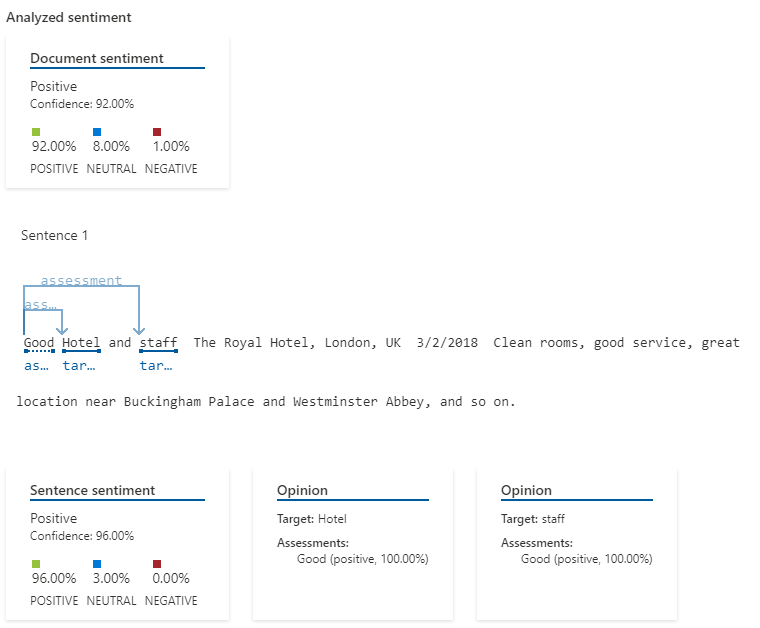 Analyzed sentiment
Document sentiment
Positive
Confidence: 92.00%
92.00% 8.00% 1.00%
POSITIVE NEUTRAL NEGATIVE
Sentence 1
assessment
ass...
Good Hotel and staff The Royal Hotel, London, UK 3/2/2018 Clean rooms, good service, great
as... tar... tar...
location near Buckingham Palace and Westminster Abbey, and so on.
Sentence sentiment
Positive
Confidence: 96.00%
96.00% 3.00% 0.00%
POSITIVE NEUTRAL NEGATIVE
Opinion
Target: Hotel
Assessments:
Good (positive, 100.00%)
Opinion
Target: staff
Assessments:
Good (positive, 100.00%)